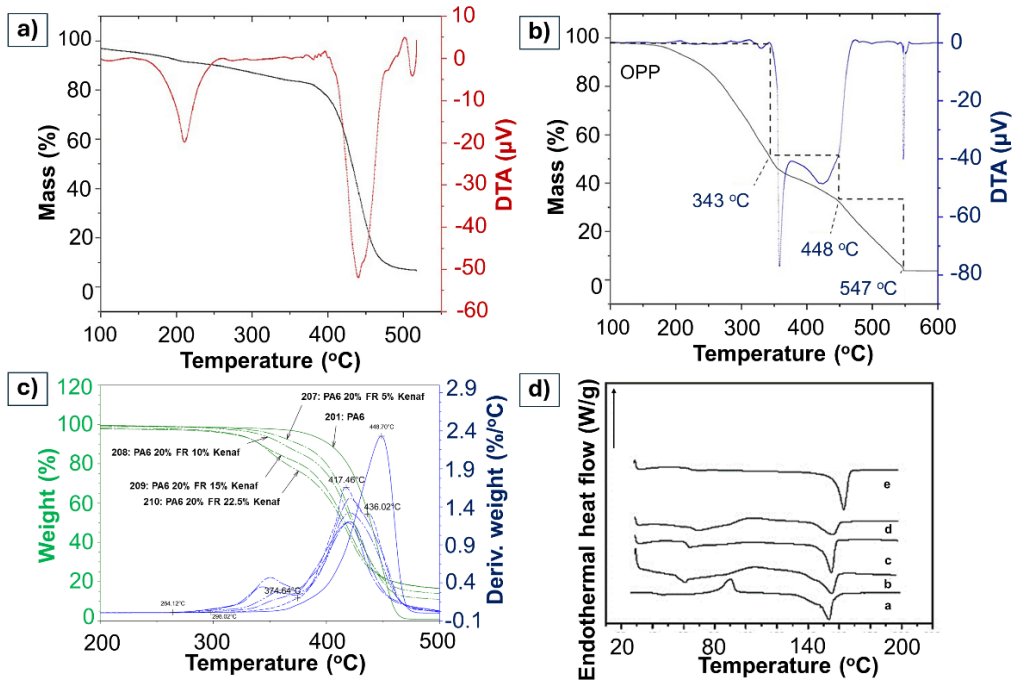 a)
100
80
60
40
20
0
Mass (%)
10
0
-10
-20
-30
-40
-50
-60
DTA (µV)
100
200
300
400
500
Temperature (°C)
b)
100
80
60
40
20
0
Mass (%)
OPP
343 °C
448 °C
547 °C
0
-20
-40
-60
-80
DTA (µV)
100
200
300
400
500
600
Temperature (°C)
c)
120
100
80
60
40
20
0
Weight (%)
207: PA6 20% FR 5% Kenaf
201: PA6
448.70°C
208: PA6 20% FR 10% Kenaf
209: PA6 20% FR 15% Kenaf
210: PA6 20% FR 22.5% Kenaf
417.46°C
436.02°C
374.64°C
264.12°C
2.9
2.4
1.9
1.4
0.9
0.4
-0.1
Deriv. weight (%/°C)
200
300
400
500
Temperature (°C)
d)
Endothermal heat flow (W/g)
e
d
c
b
a
20
80
140
200
Temperature (°C)